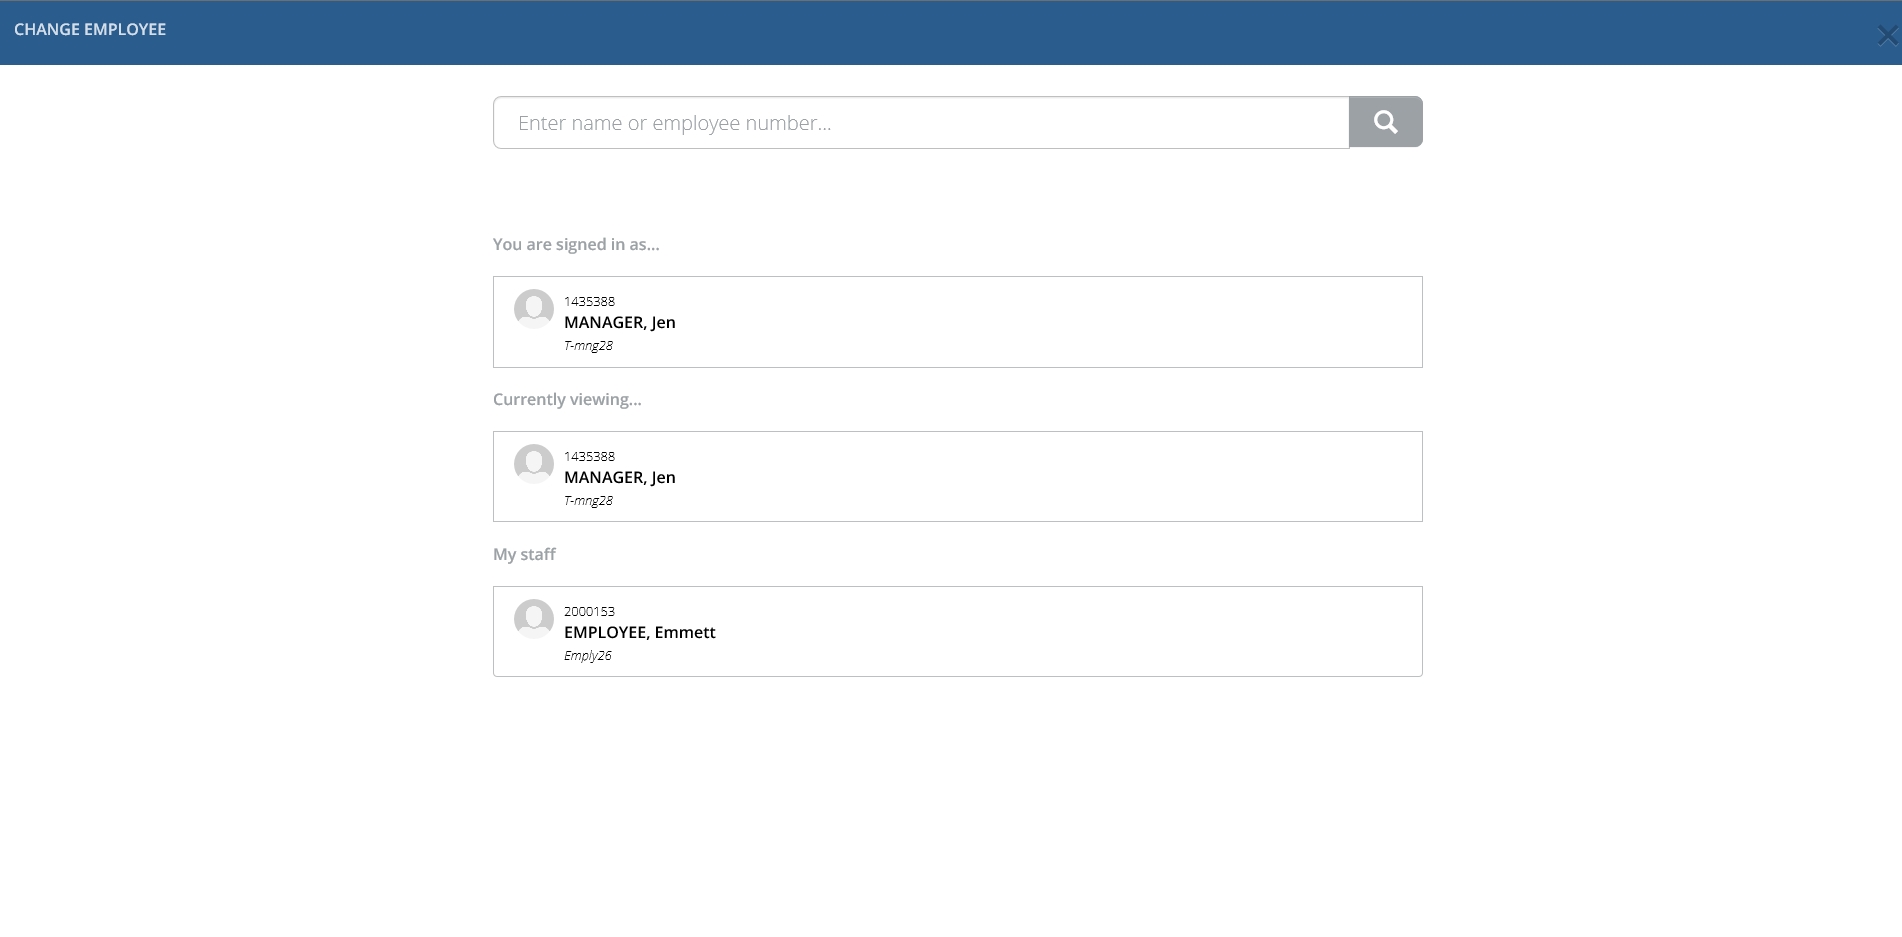 CHANGE EMPLOYEE
Enter name or employee number...
You are signed in as...
1435388
MANAGER, Jen
T-mng28
Currently viewing...
1435388
MANAGER, Jen
T-mng28
My staff
2000153
EMPLOYEE, Emmett
Emply26